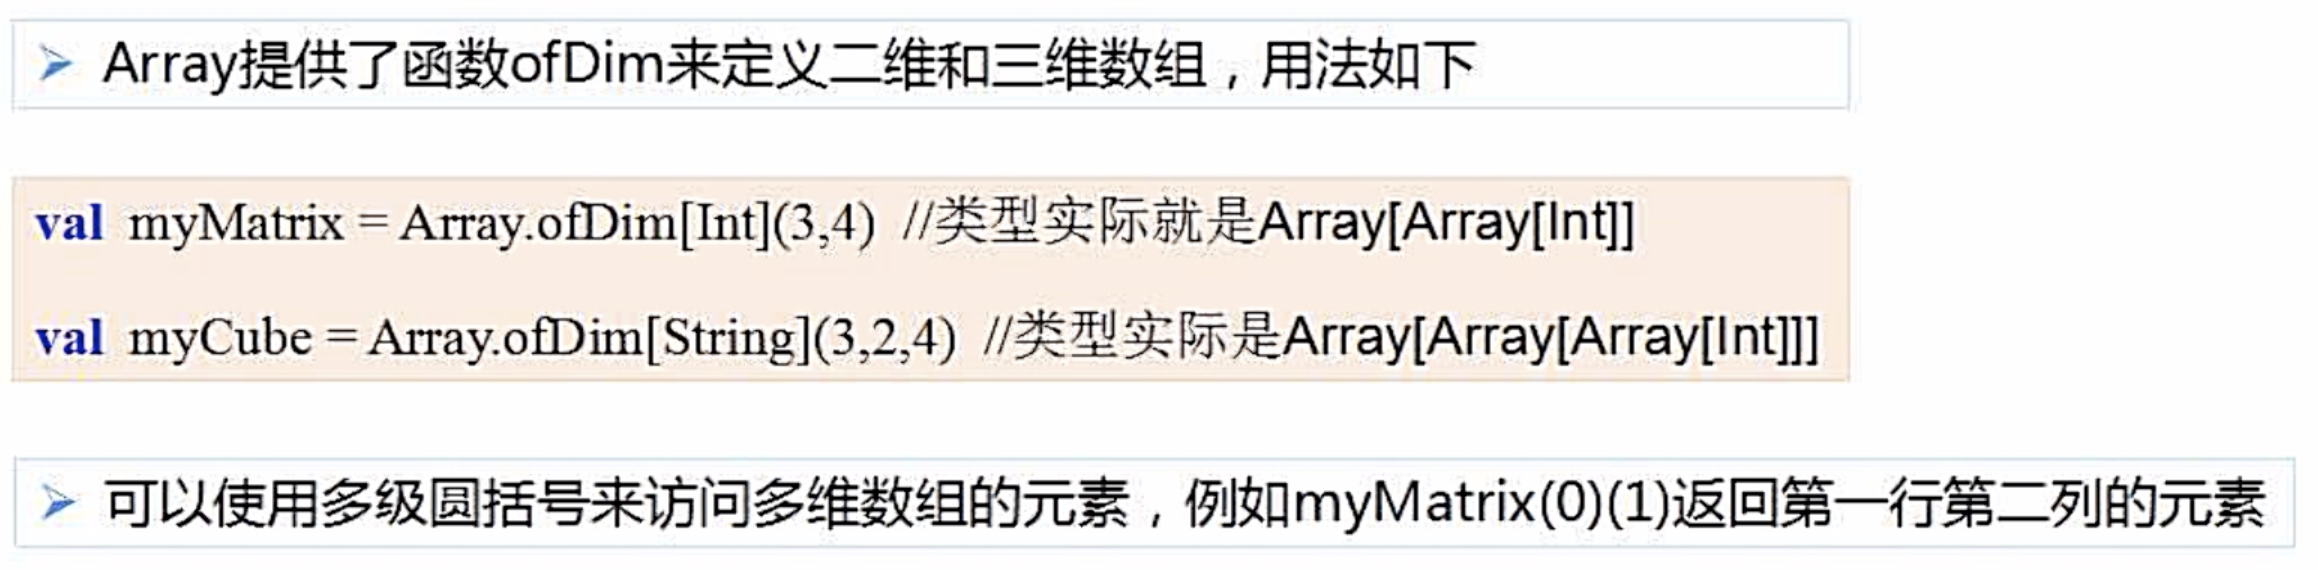 ➢ Array提供了函数ofDim来定义二维和三维数组，用法如下
val myMatrix = Array.ofDim[Int](3,4) //类型实际就是Array[Array[Int]]
val myCube = Array.ofDim[String](3,2,4) //类型实际是Array[Array[Array[Int]]]
➢ 可以使用多级圆括号来访问多维数组的元素，例如myMatrix(0)(1)返回第一行第二列的元素